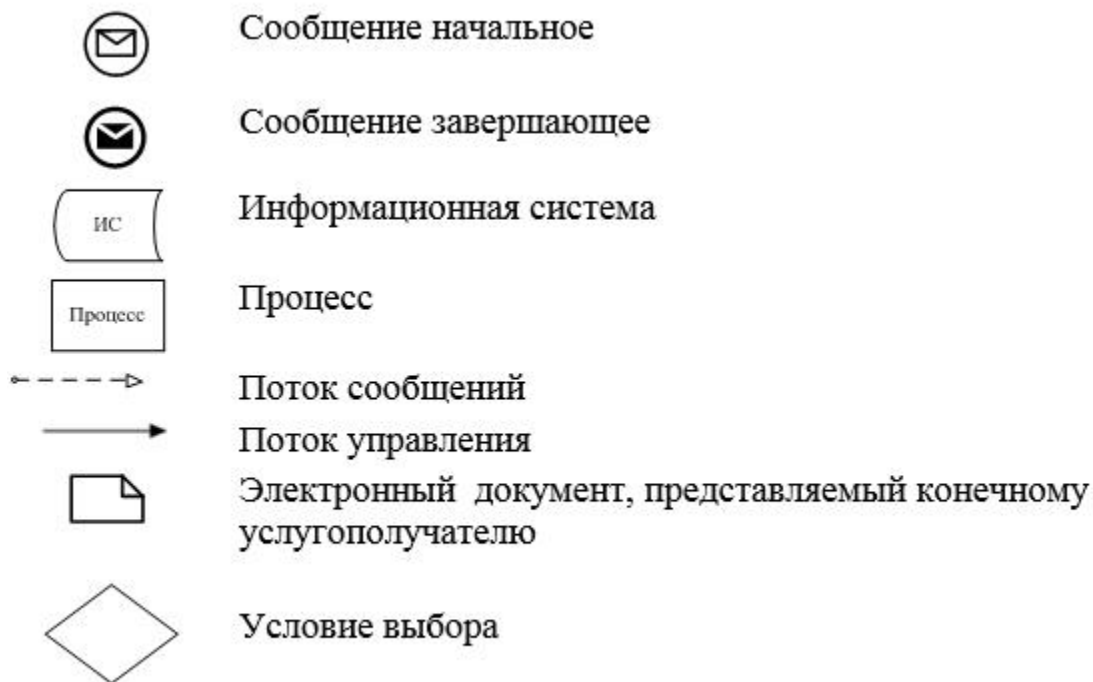 Сообщение начальное
Сообщение завершающее
ИС
Информационная система
Процесс
Процесс
Поток сообщений
Поток управления
Электронный документ, представляемый конечному
услугополучателю
Условие выбора